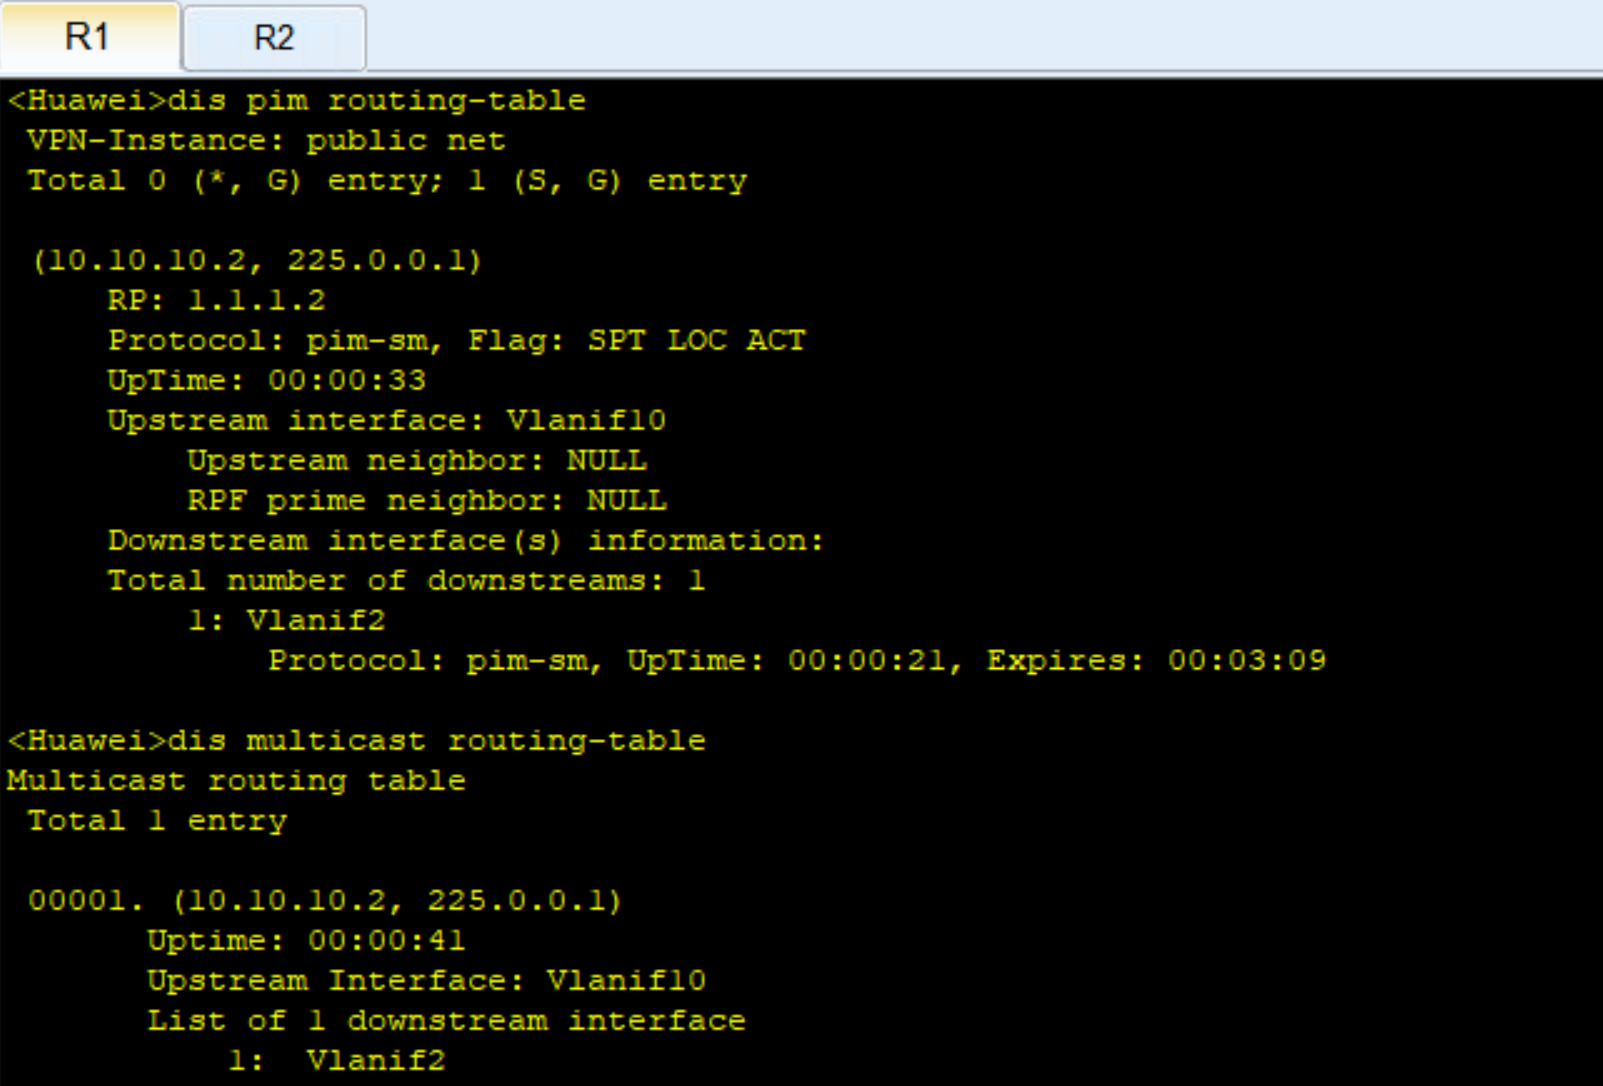 R1 R2
<Huawei>dis pim routing-table
VPN-Instance: public net
Total 0 (*, G) entry; 1 (S, G) entry
(10.10.10.2, 225.0.0.1)
RP: 1.1.1.2
Protocol: pim-sm, Flag: SPT LOC ACT
UpTime: 00:00:33
Upstream interface: Vlanif10
Upstream neighbor: NULL
RPF prime neighbor: NULL
Downstream interface(s) information:
Total number of downstreams: 1
1: Vlanif2
Protocol: pim-sm, UpTime: 00:00:21, Expires: 00:03:09
<Huawei>dis multicast routing-table
Multicast routing table
Total 1 entry
00001. (10.10.10.2, 225.0.0.1)
Uptime: 00:00:41
Upstream Interface: Vlanif10
List of 1 downstream interface
1: Vlanif2